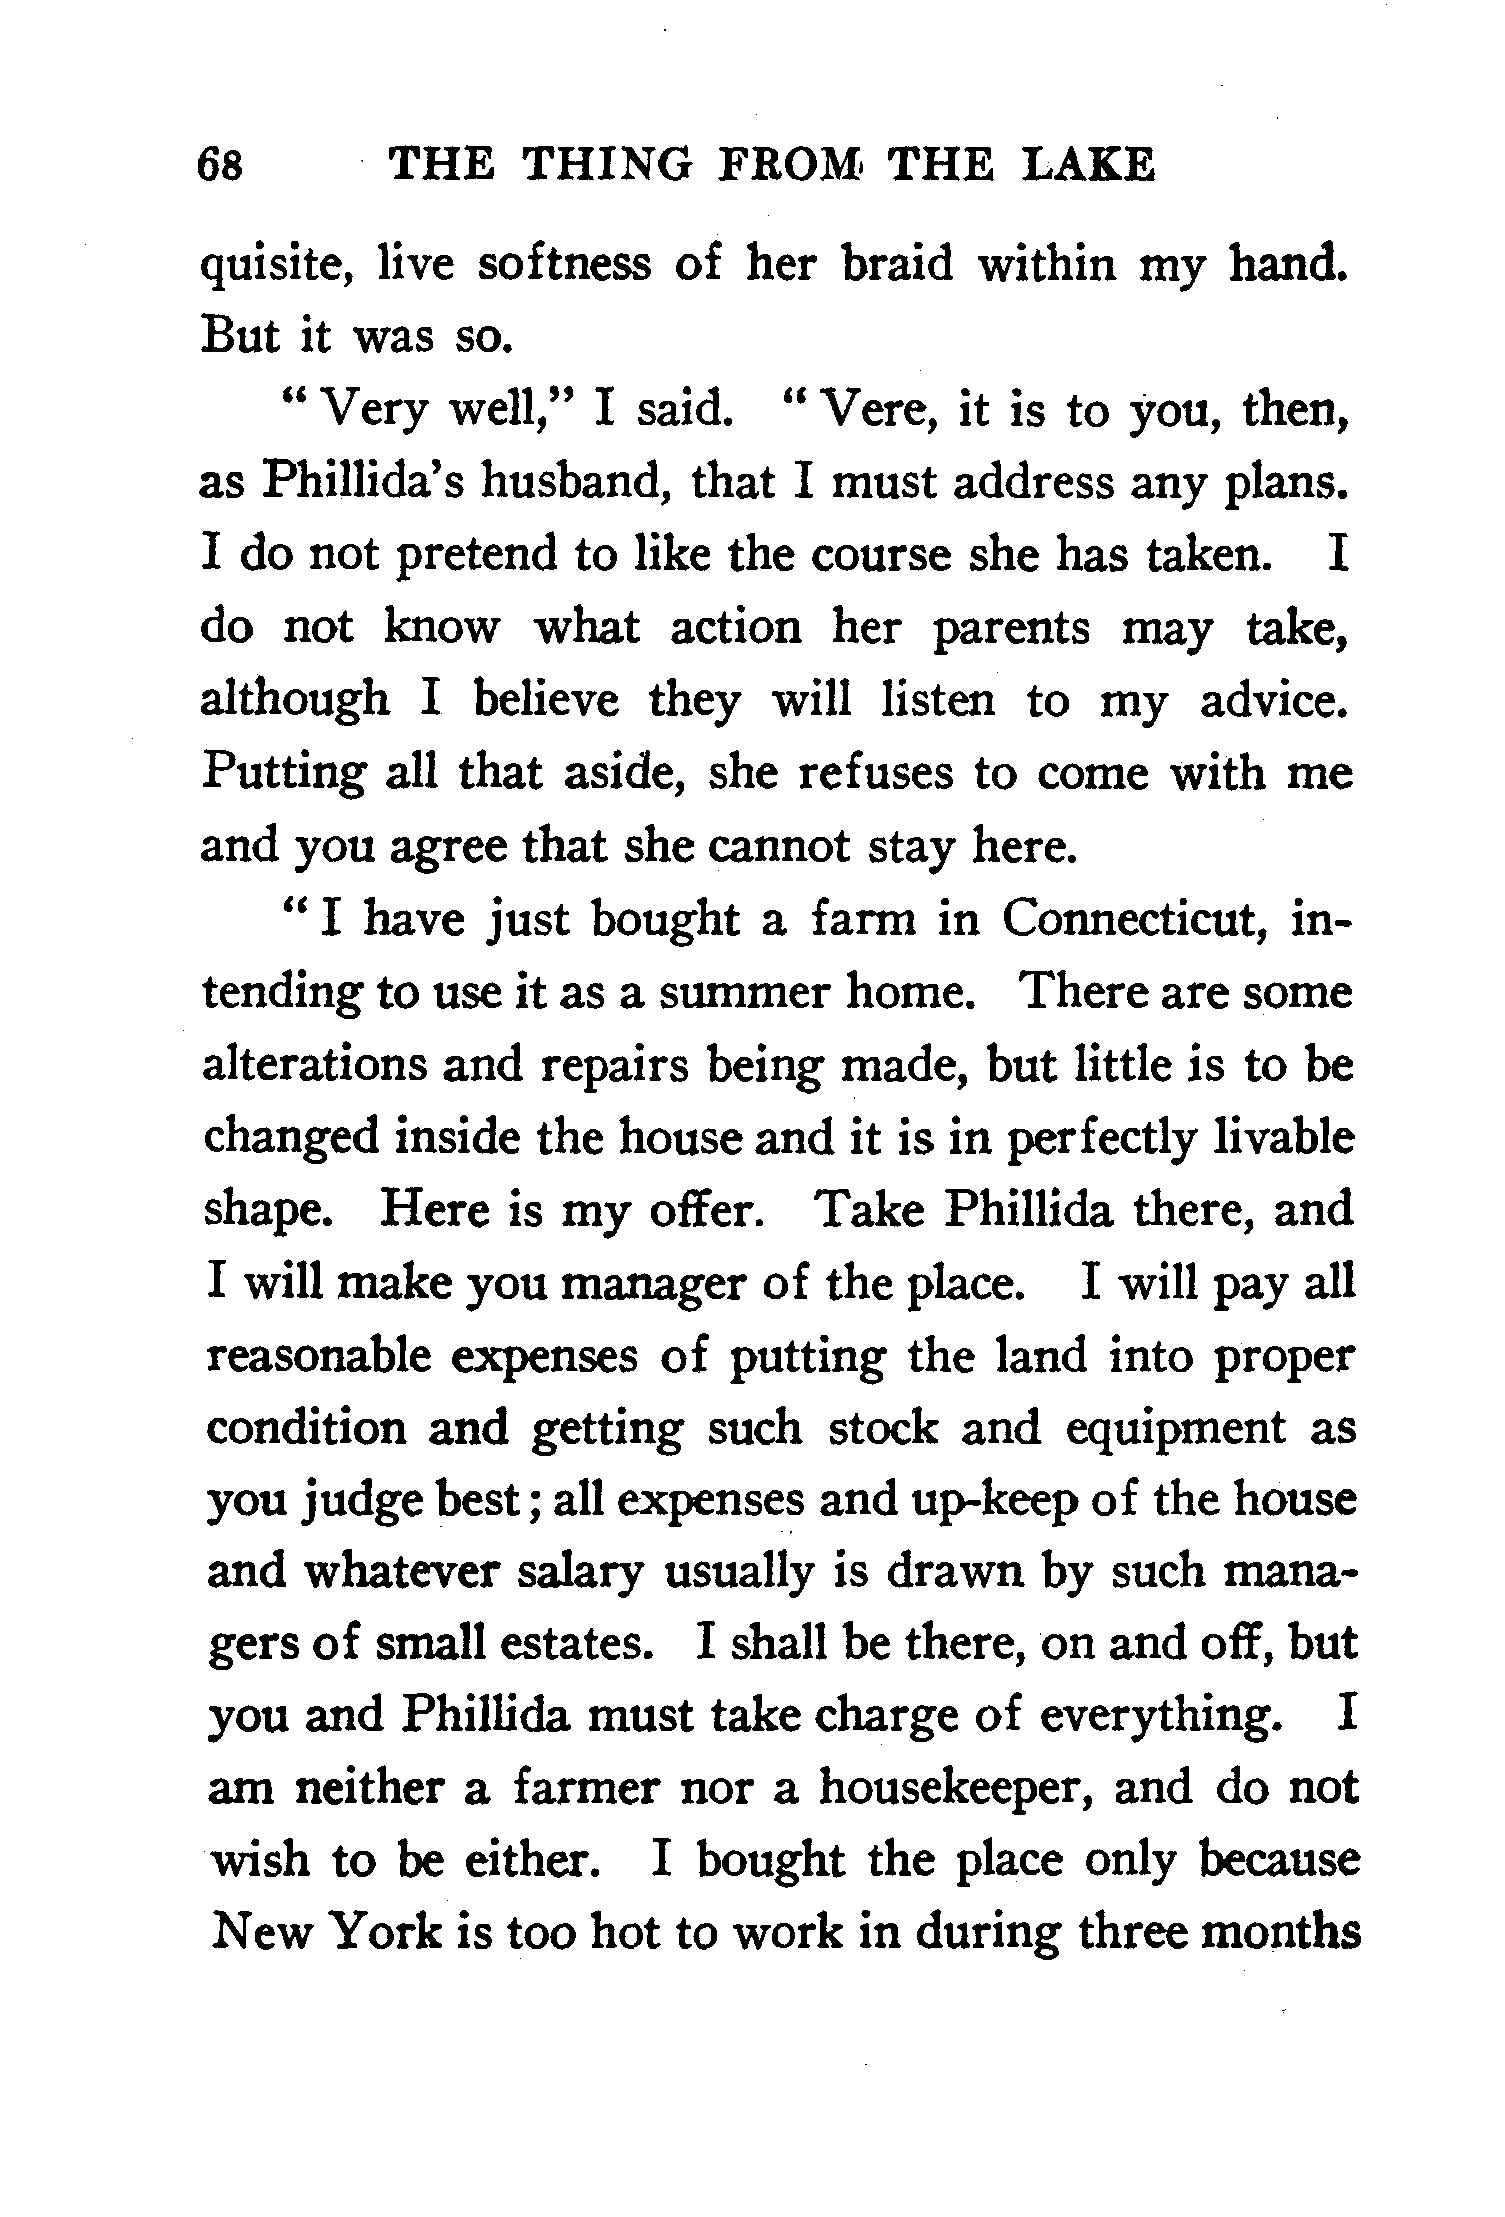 68 THE THING FROM THE LAKE
quisite, live softness of her braid within my hand.
But it was so.
“ Very well,” I said. “ Vere, it is to you, then,
as Phillida’s husband, that I must address any plans.
I do not pretend to like the course she has taken. I
do not know what action her parents may take,
although I believe they will listen to my advice.
Putting all that aside, she refuses to come with me
and you agree that she cannot stay here.
“ I have just bought a farm in Connecticut, in-
tending to use it as a summer home. There are some
alterations and repairs being made, but little is to be
changed inside the house and it is in perfectly livable
shape. Here is my offer. Take Phillida there, and
I will make you manager of the place. I will pay all
reasonable expenses of putting the land into proper
condition and getting such stock and equipment as
you judge best ; all expenses and up-keep of the house
and whatever salary usually is drawn by such mana-
gers of small estates. I shall be there, on and off, but
you and Phillida must take charge of everything. I
am neither a farmer nor a housekeeper, and do not
wish to be either. I bought the place only because
New York is too hot to work in during three months